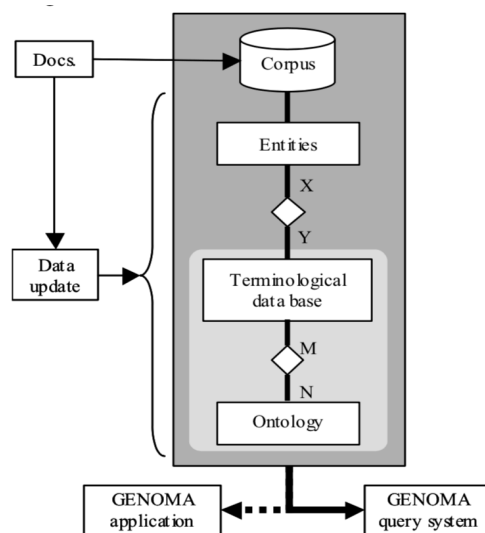 Docs.
Corpus
Entities
X
Y
Data
update
Terminological
data base
M
N
Ontology
GENOMA
application
GENOMA
query system